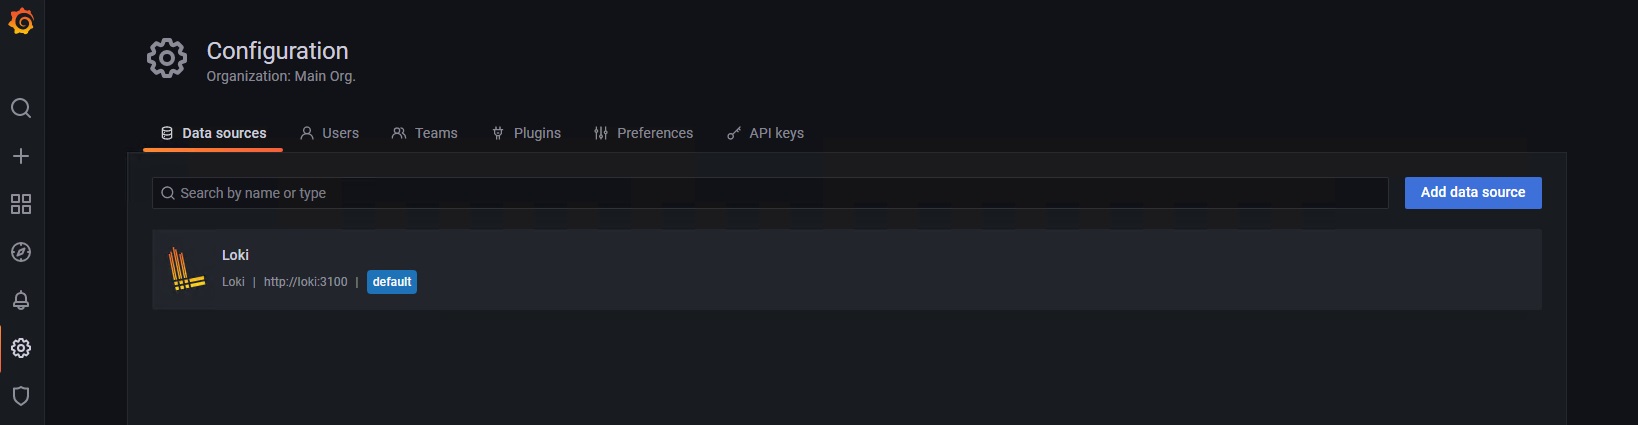 Configuration
Organization: Main Org.
Data sources Users Teams Plugins Preferences API keys
Search by name or type Add data source
Loki
Loki | http://loki:3100 | default